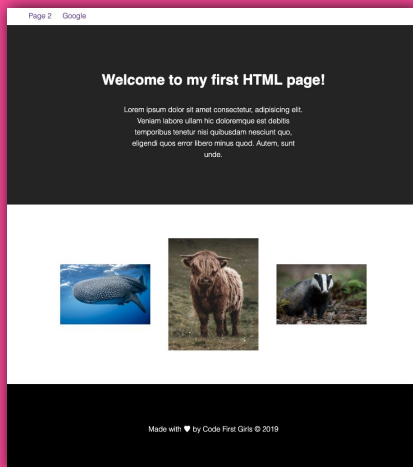 Page 2 Google
Welcome to my first HTML page!
Lorem ipsum dolor sit amet consectetur, adipisicing elit.
Veniam labore ullam hic doloremque est debitis
temporibus tenetur nisi quibusdam nesciunt quo,
eligendi quos error libero minus quod. Autem, sunt
unde.
Made with ♥ by Code First Girls © 2019